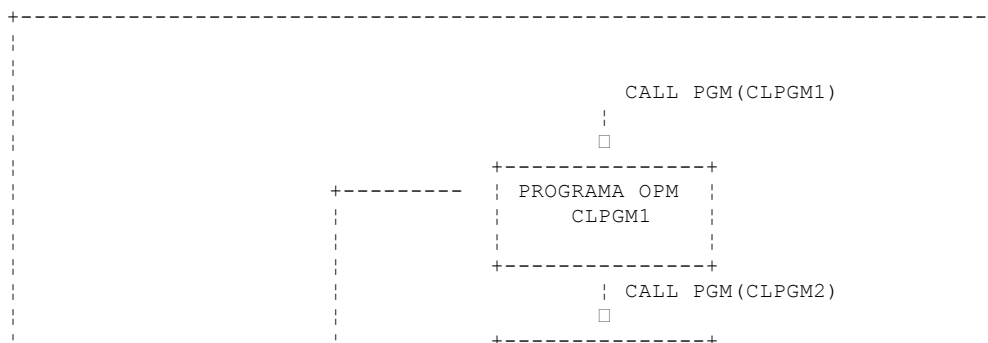 CALL PGM(CLPGM1)
PROGRAMA OPM
CLPGM1
CALL PGM(CLPGM2)